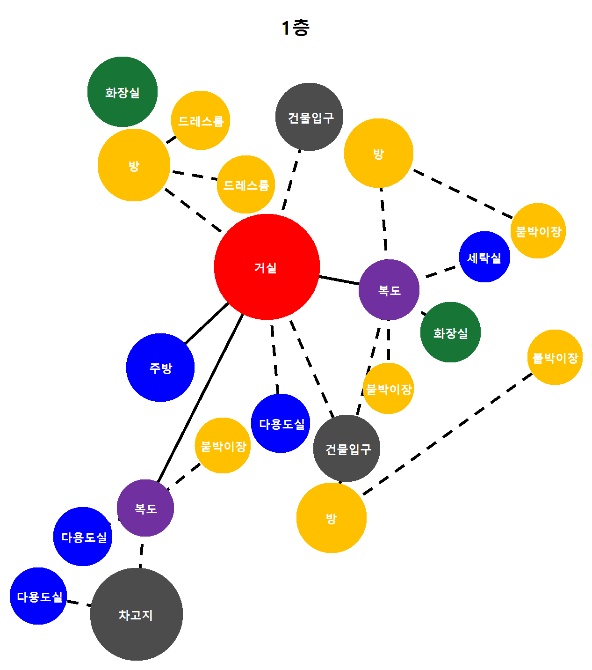 1층
화장실
드레스룸
건물입구
방
방
드레스룸
붙박이장
세탁실
거실
복도
화장실
붙박이장
주방
붙박이장
다용도실
붙박이장
건물입구
복도
방
다용도실
다용도실
차고지